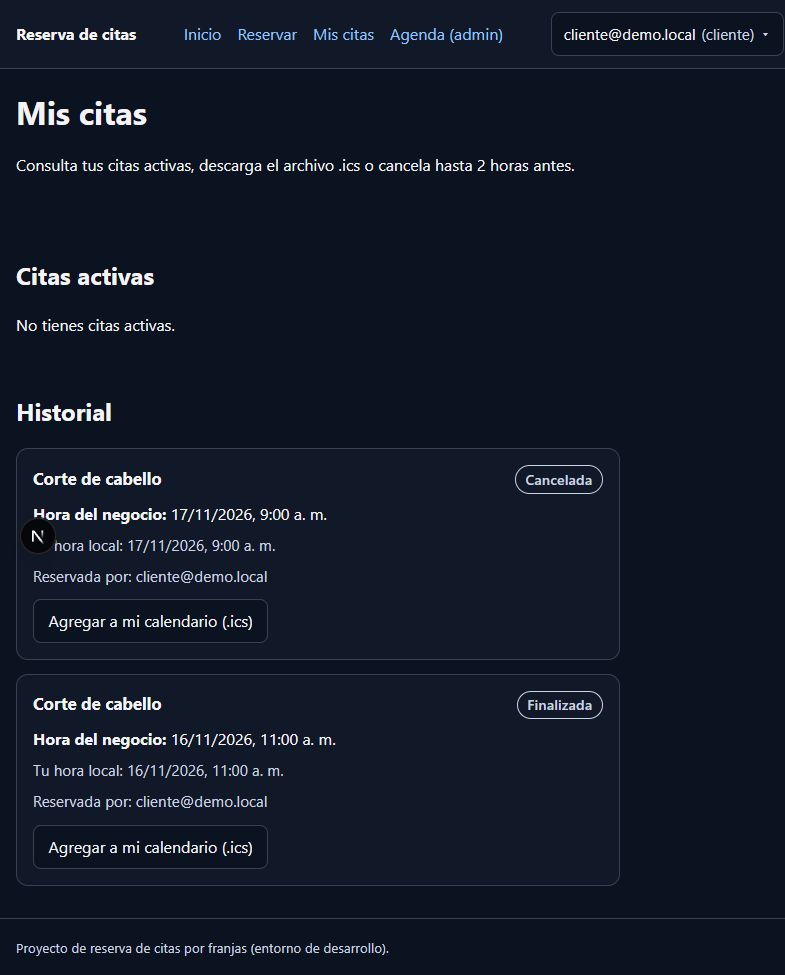 Reserva de citas Inicio Reservar Mis citas Agenda (admin) cliente@demo.local (cliente)
Mis citas
Consulta tus citas activas, descarga el archivo .ics o cancela hasta 2 horas antes.
Citas activas
No tienes citas activas.
Historial
Corte de cabello Cancelada
Hora del negocio: 17/11/2026, 9:00 a. m.
N hora local: 17/11/2026, 9:00 a. m.
Reservada por: cliente@demo.local
Agregar a mi calendario (.ics)
Corte de cabello Finalizada
Hora del negocio: 16/11/2026, 11:00 a. m.
Tu hora local: 16/11/2026, 11:00 a. m.
Reservada por: cliente@demo.local
Agregar a mi calendario (.ics)
Proyecto de reserva de citas por franjas (entorno de desarrollo).